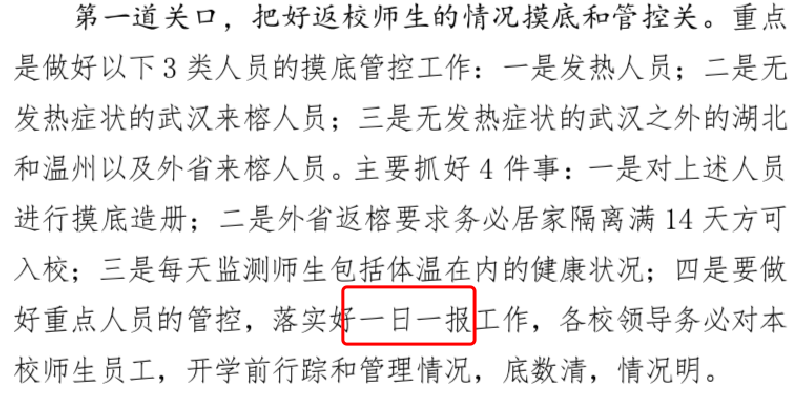 第一道关口，把好返校师生的情况摸底和管控关。重点
是做好以下3类人员的摸底管控工作：一是发热人员；二是无
发热症状的武汉来榕人员；三是无发热症状的武汉之外的湖北
和温州以及外省来榕人员。主要抓好4件事：一是对上述人员
进行摸底造册；二是外省返榕要求务必居家隔离满14天方可
入校；三是每天监测师生包括体温在内的健康状况；四是要做
好重点人员的管控，落实好一日一报工作，各校领导务必对本
校师生员工，开学前行踪和管理情况，底数清，情况明。